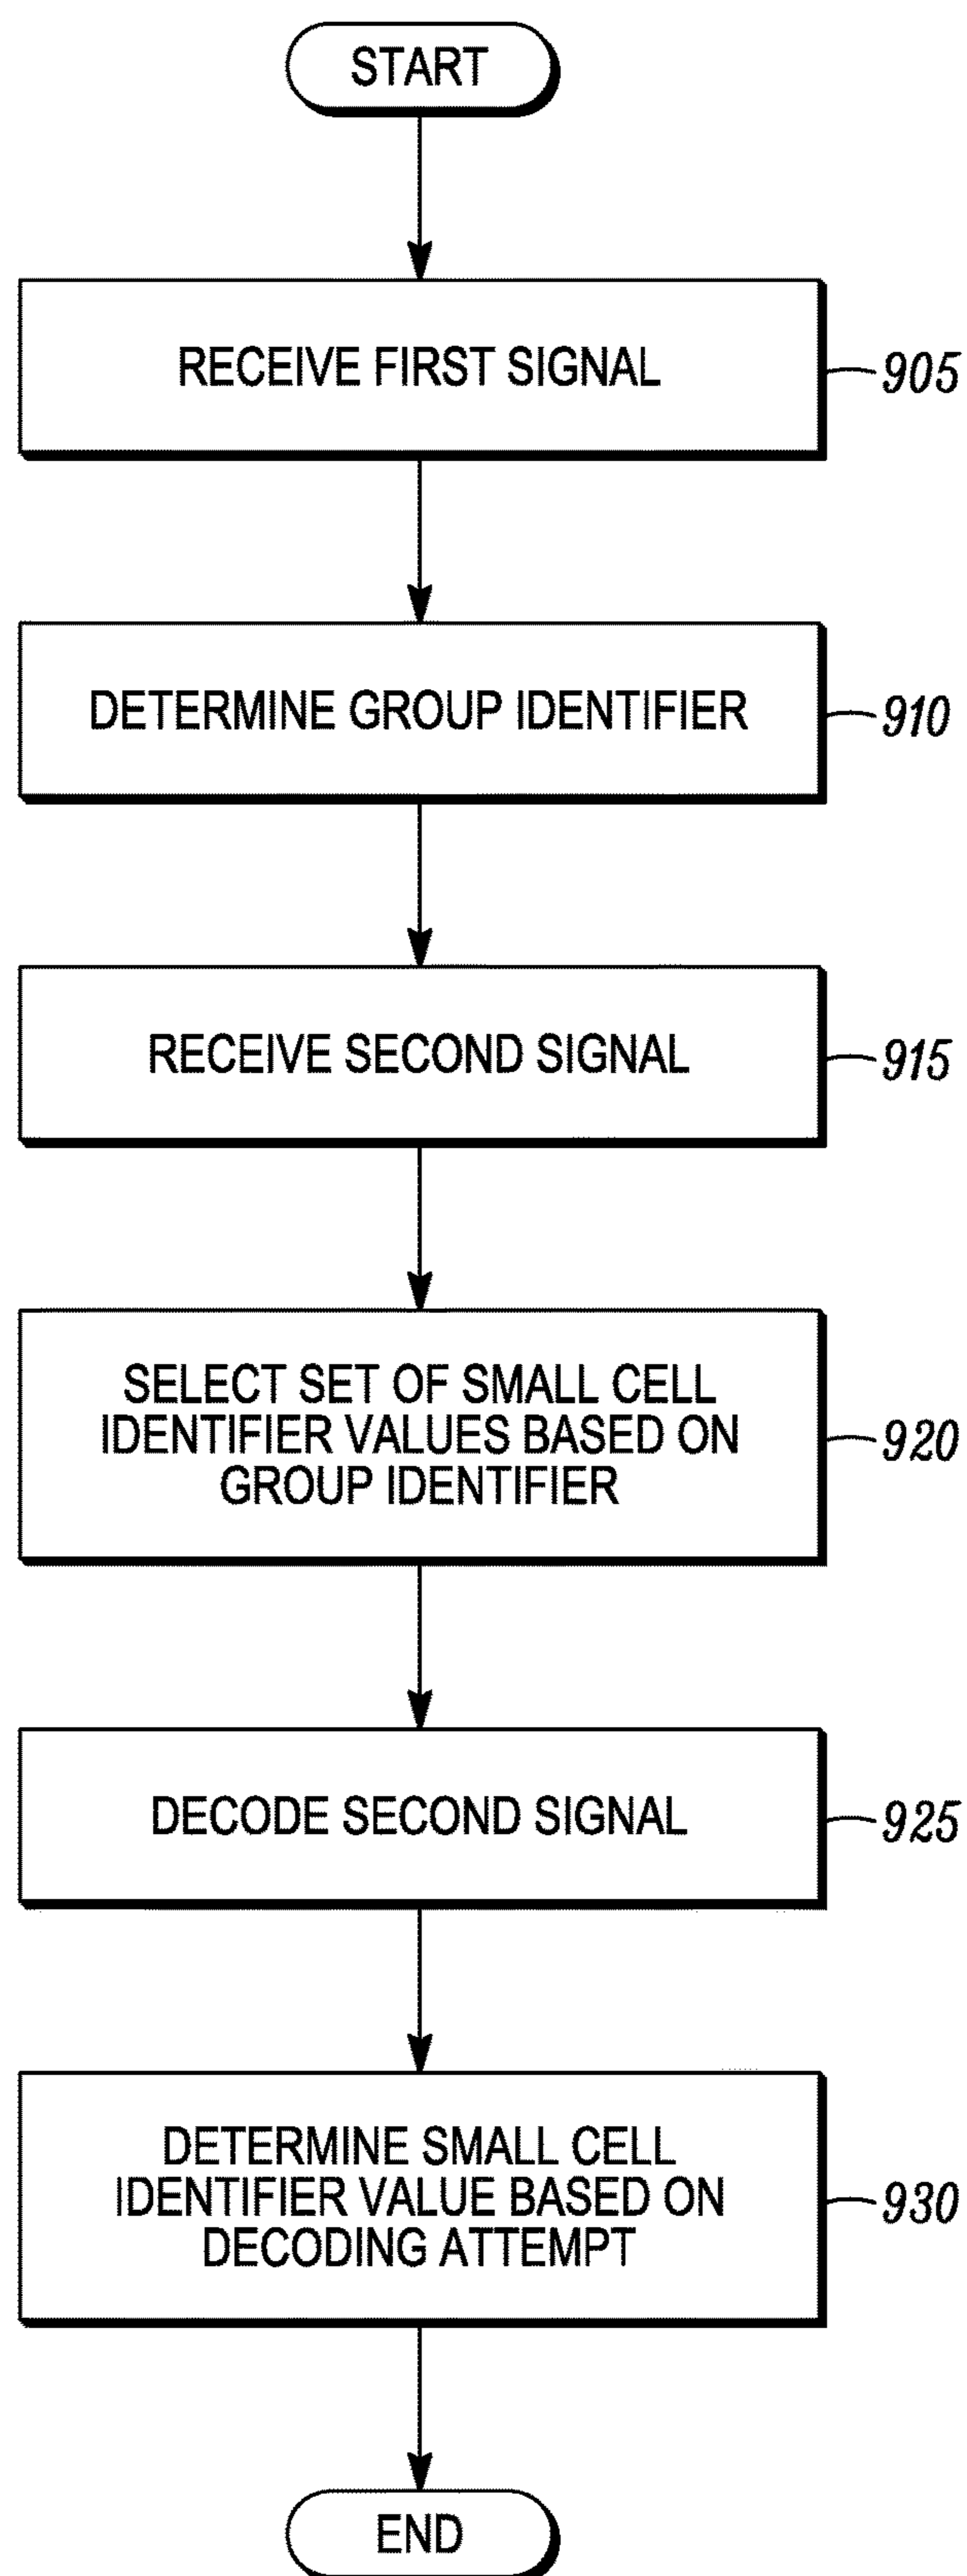 START
RECEIVE FIRST SIGNAL
905
DETERMINE GROUP IDENTIFIER
910
RECEIVE SECOND SIGNAL
915
SELECT SET OF SMALL CELL
IDENTIFIER VALUES BASED ON
GROUP IDENTIFIER
920
DECODE SECOND SIGNAL
925
DETERMINE SMALL CELL
IDENTIFIER VALUE BASED ON
DECODING ATTEMPT
930
END